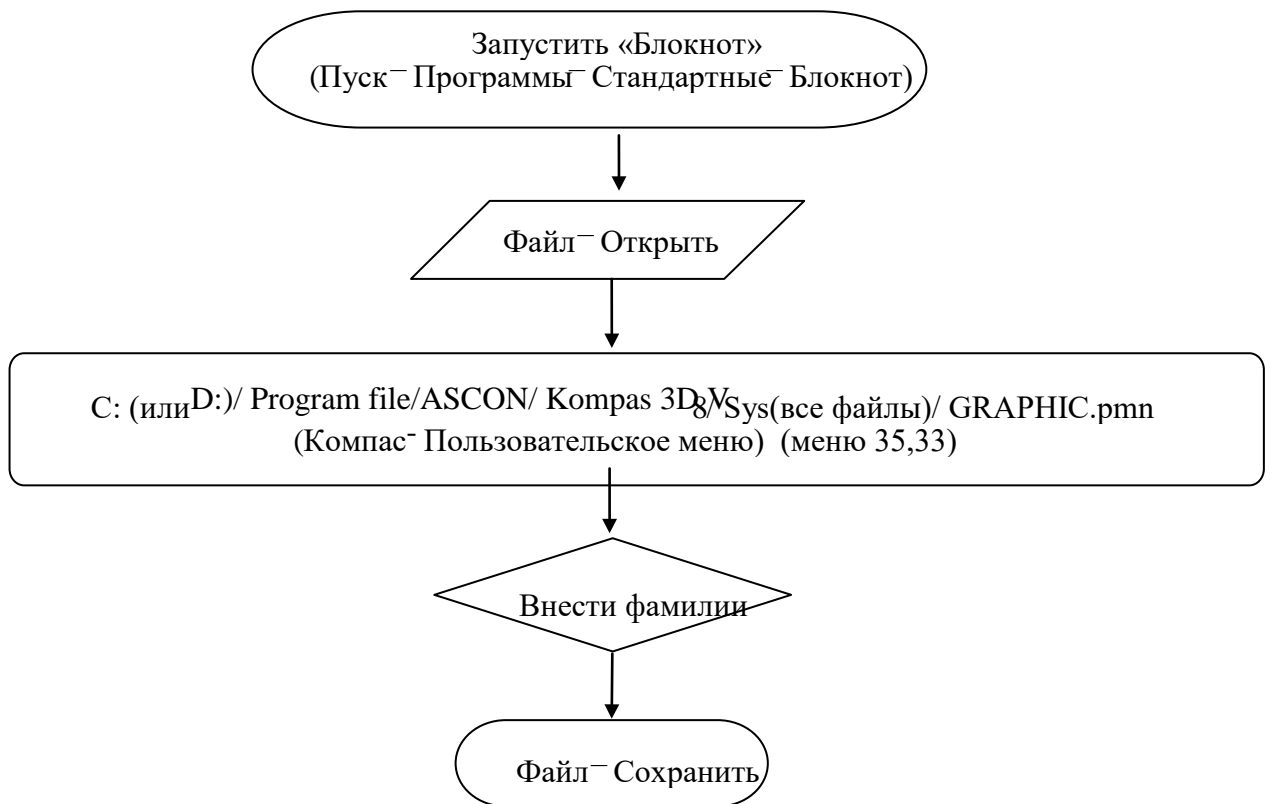 Запустить «Блокнот»
(Пуск – Программы – Стандартные – Блокнот)
Файл – Открыть
C: (или D:)/ Program file/ASCON/ Kompas 3D V8/ Sys(все файлы)/ GRAPHIC.pmn
(Компас - Пользовательское меню) (меню 35,33)
Внести фамилии
Файл – Сохранить